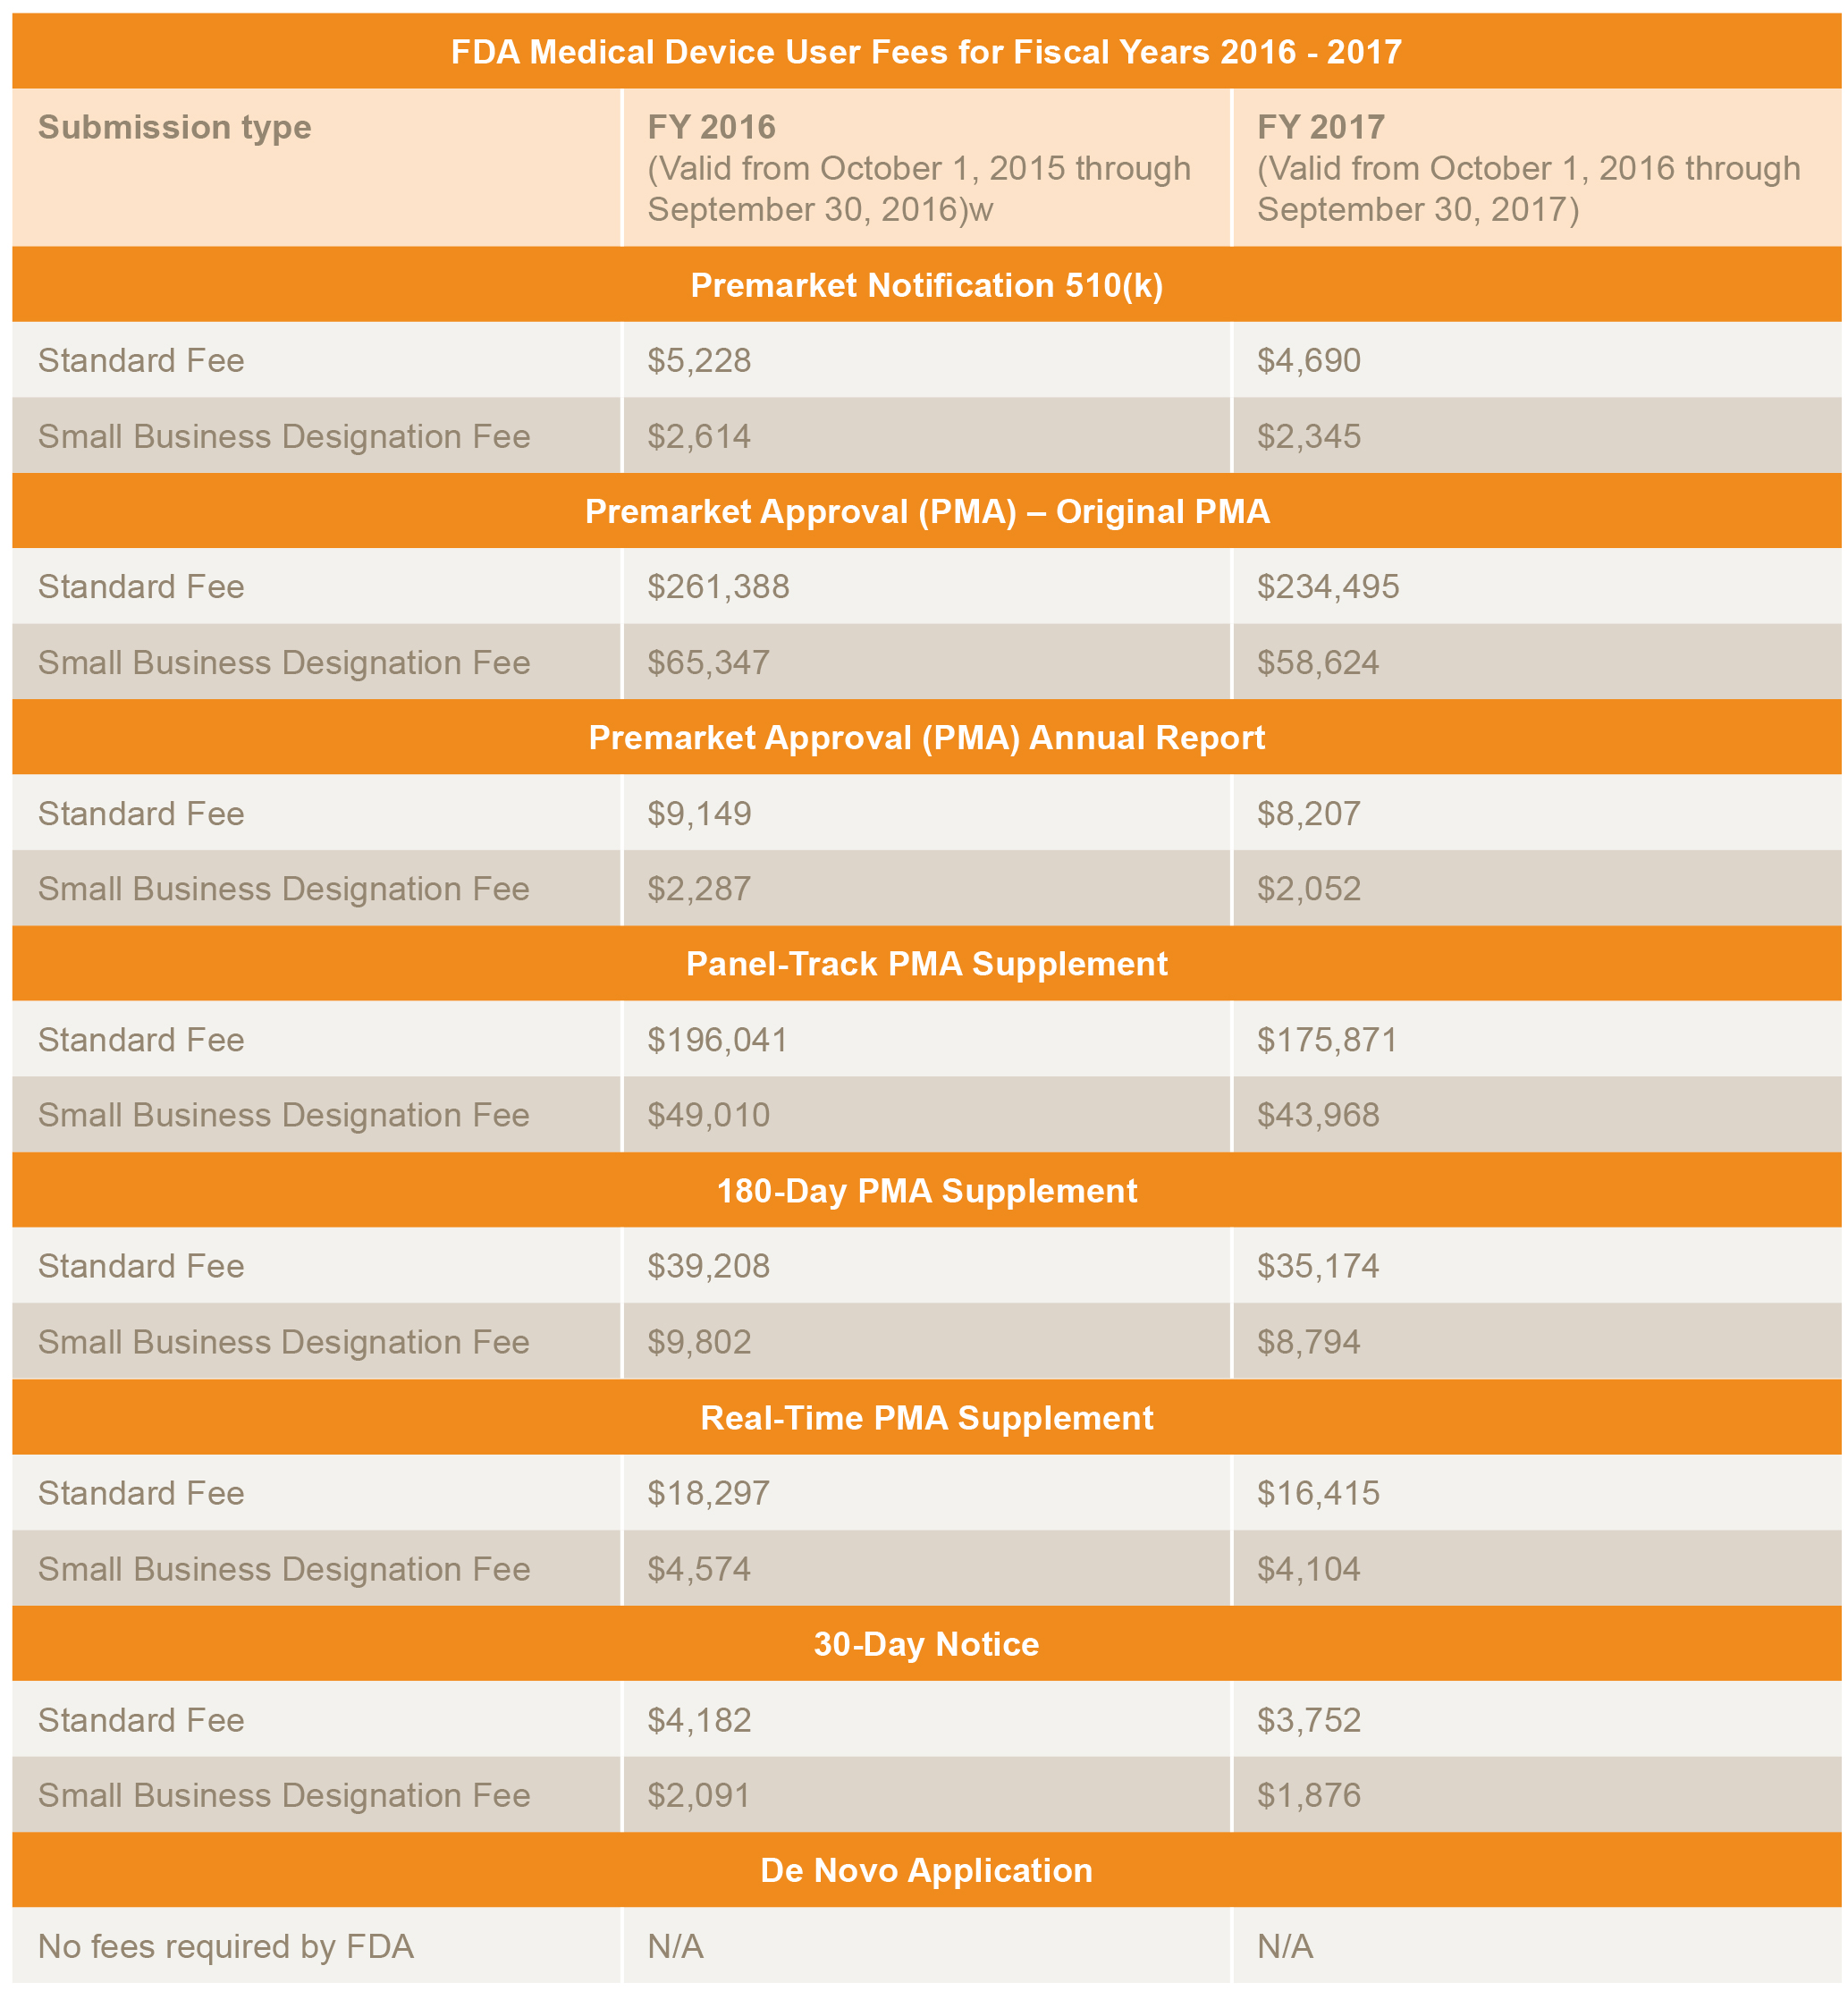 FDA Medical Device User Fees for Fiscal Years 2016 - 2017
Submission type
FY 2016
(Valid from October 1, 2015 through
September 30, 2016)w
FY 2017
(Valid from October 1, 2016 through
September 30, 2017)
Premarket Notification 510(k)
Standard Fee $5,228 $4,690
Small Business Designation Fee $2,614 $2,345
Premarket Approval (PMA) – Original PMA
Standard Fee $261,388 $234,495
Small Business Designation Fee $65,347 $58,624
Premarket Approval (PMA) Annual Report
Standard Fee $9,149 $8,207
Small Business Designation Fee $2,287 $2,052
Panel-Track PMA Supplement
Standard Fee $196,041 $175,871
Small Business Designation Fee $49,010 $43,968
180-Day PMA Supplement
Standard Fee $39,208 $35,174
Small Business Designation Fee $9,802 $8,794
Real-Time PMA Supplement
Standard Fee $18,297 $16,415
Small Business Designation Fee $4,574 $4,104
30-Day Notice
Standard Fee $4,182 $3,752
Small Business Designation Fee $2,091 $1,876
De Novo Application
No fees required by FDA N/A N/A